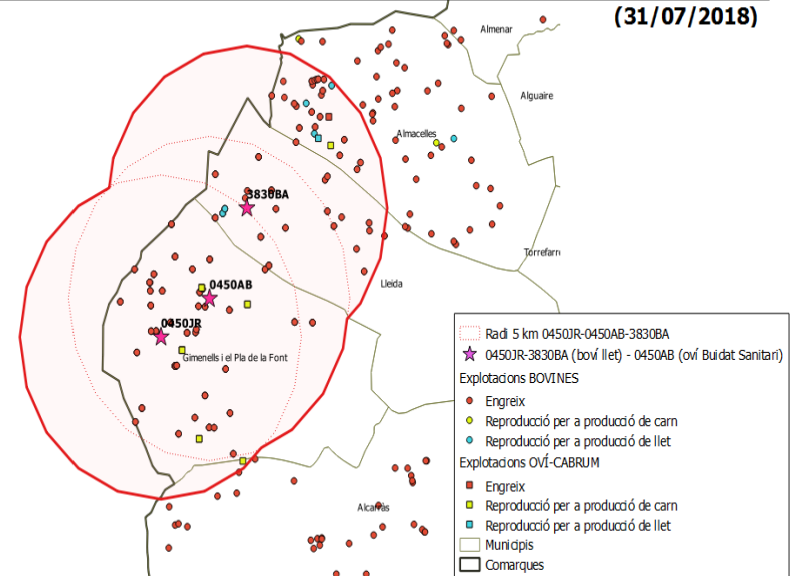 (31/07/2018)
Almenar
Alguaire
Almacelles
3830BA
Torrefarr
0450AB
Lleida
0450JR
Gimenells i el Pla de la Font
Alcarràs
Radi 5 km 0450JR-0450AB-3830BA
0450JR-3830BA (boví llet) - 0450AB (oví Buidat Sanitari)
Explotacions BOVINES
Engreix
Reproducció per a producció de carn
Reproducció per a producció de llet
Explotacions OVÍ-CABRUM
Engreix
Reproducció per a producció de carn
Reproducció per a producció de llet
Municipis
Comarques